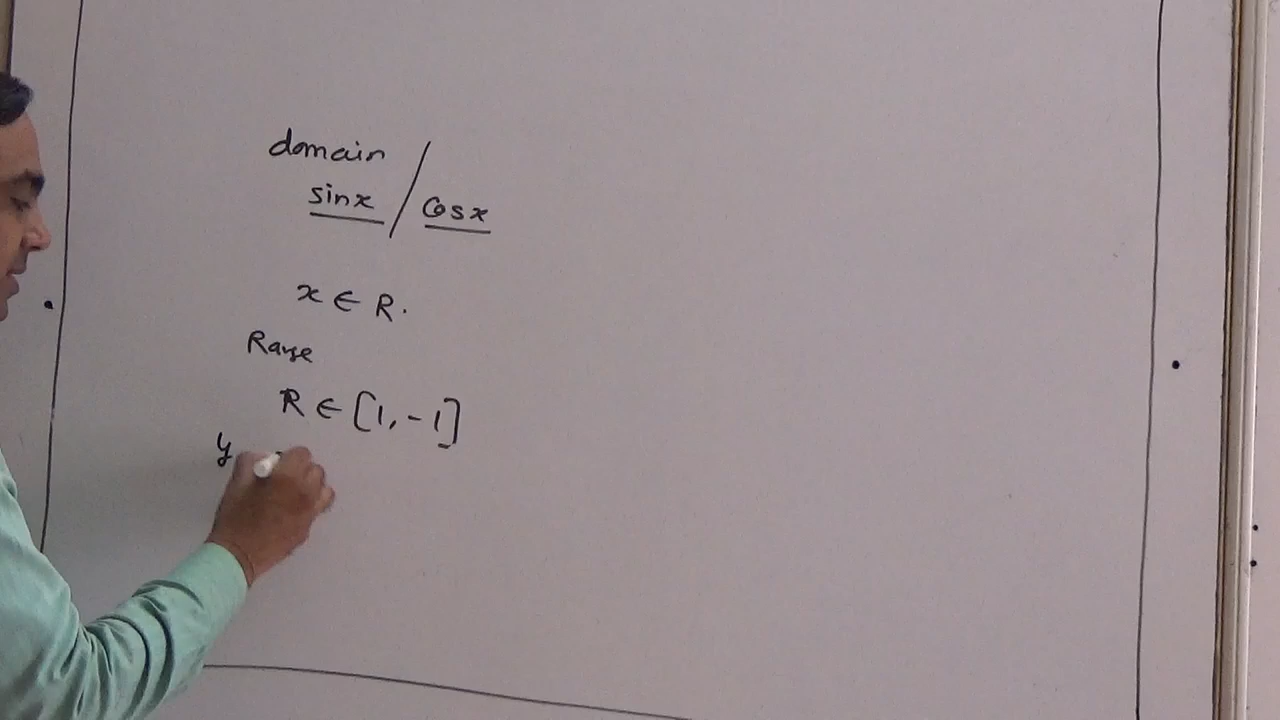 domain
sinx / cosx
x ∈ R.
Range
R ∈ [1, -1]
y